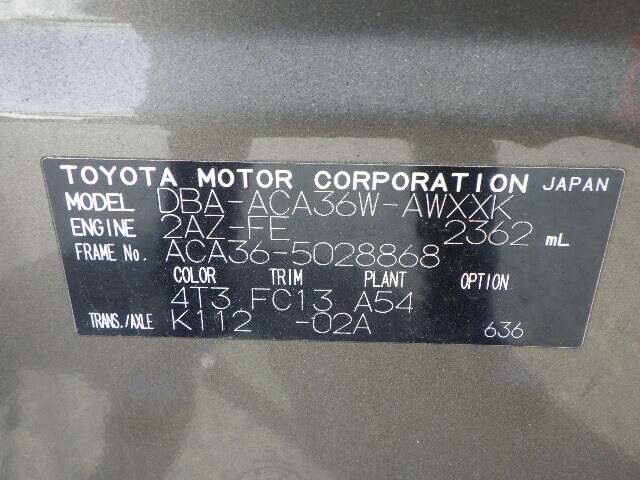 TOYOTA MOTOR CORPORATION JAPAN
MODEL DBA-ACA36W-AWXXK
ENGINE 2AZ-FE 2362 mL
FRAME No. ACA36-5028868
COLOR TRIM PLANT OPTION
4T3 FC13 A54
TRANS./AXLE K112 -02A 636